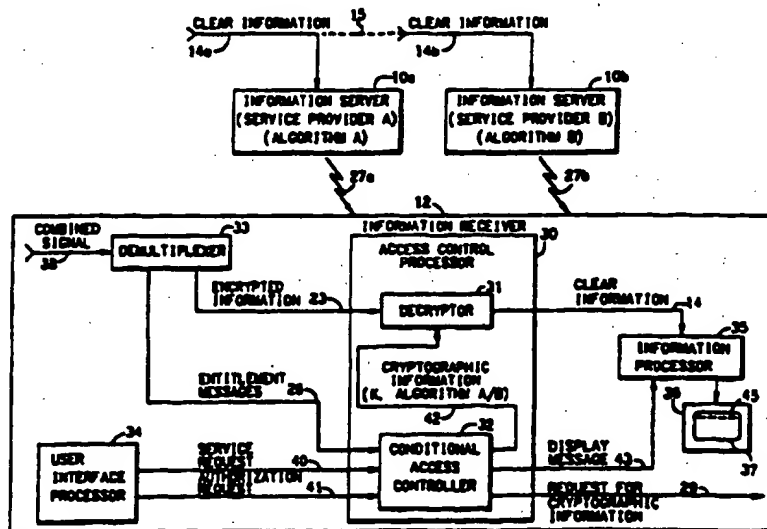 CLEAR INFORMATION
15
CLEAR INFORMATION
14a
14b
10a
10b
INFORMATION SERVER
(SERVICE PROVIDER A)
(ALGORITHM A)
INFORMATION SERVER
(SERVICE PROVIDER B)
(ALGORITHM B)
27a
27b
12
INFORMATION RECEIVER
COMBINED
SIGNAL
38
33
DEMULTIPLEXER
ACCESS CONTROL
PROCESSOR
30
ENCRYPTED
INFORMATION
23
31
DECRYPTOR
CLEAR
INFORMATION
14
35
INFORMATION
PROCESSOR
CRYPTOGRAPHIC
INFORMATION
(K, ALGORITHM A/B)
42
ENTITLEMENT
MESSAGES
36
45
37
34
USER
INTERFACE
PROCESSOR
SERVICE
REQUEST
40
AUTHORIZATION
REQUEST
41
32
CONDITIONAL
ACCESS
CONTROLLER
DISPLAY
MESSAGE
43
REQUEST FOR
CRYPTOGRAPHIC
INFORMATION